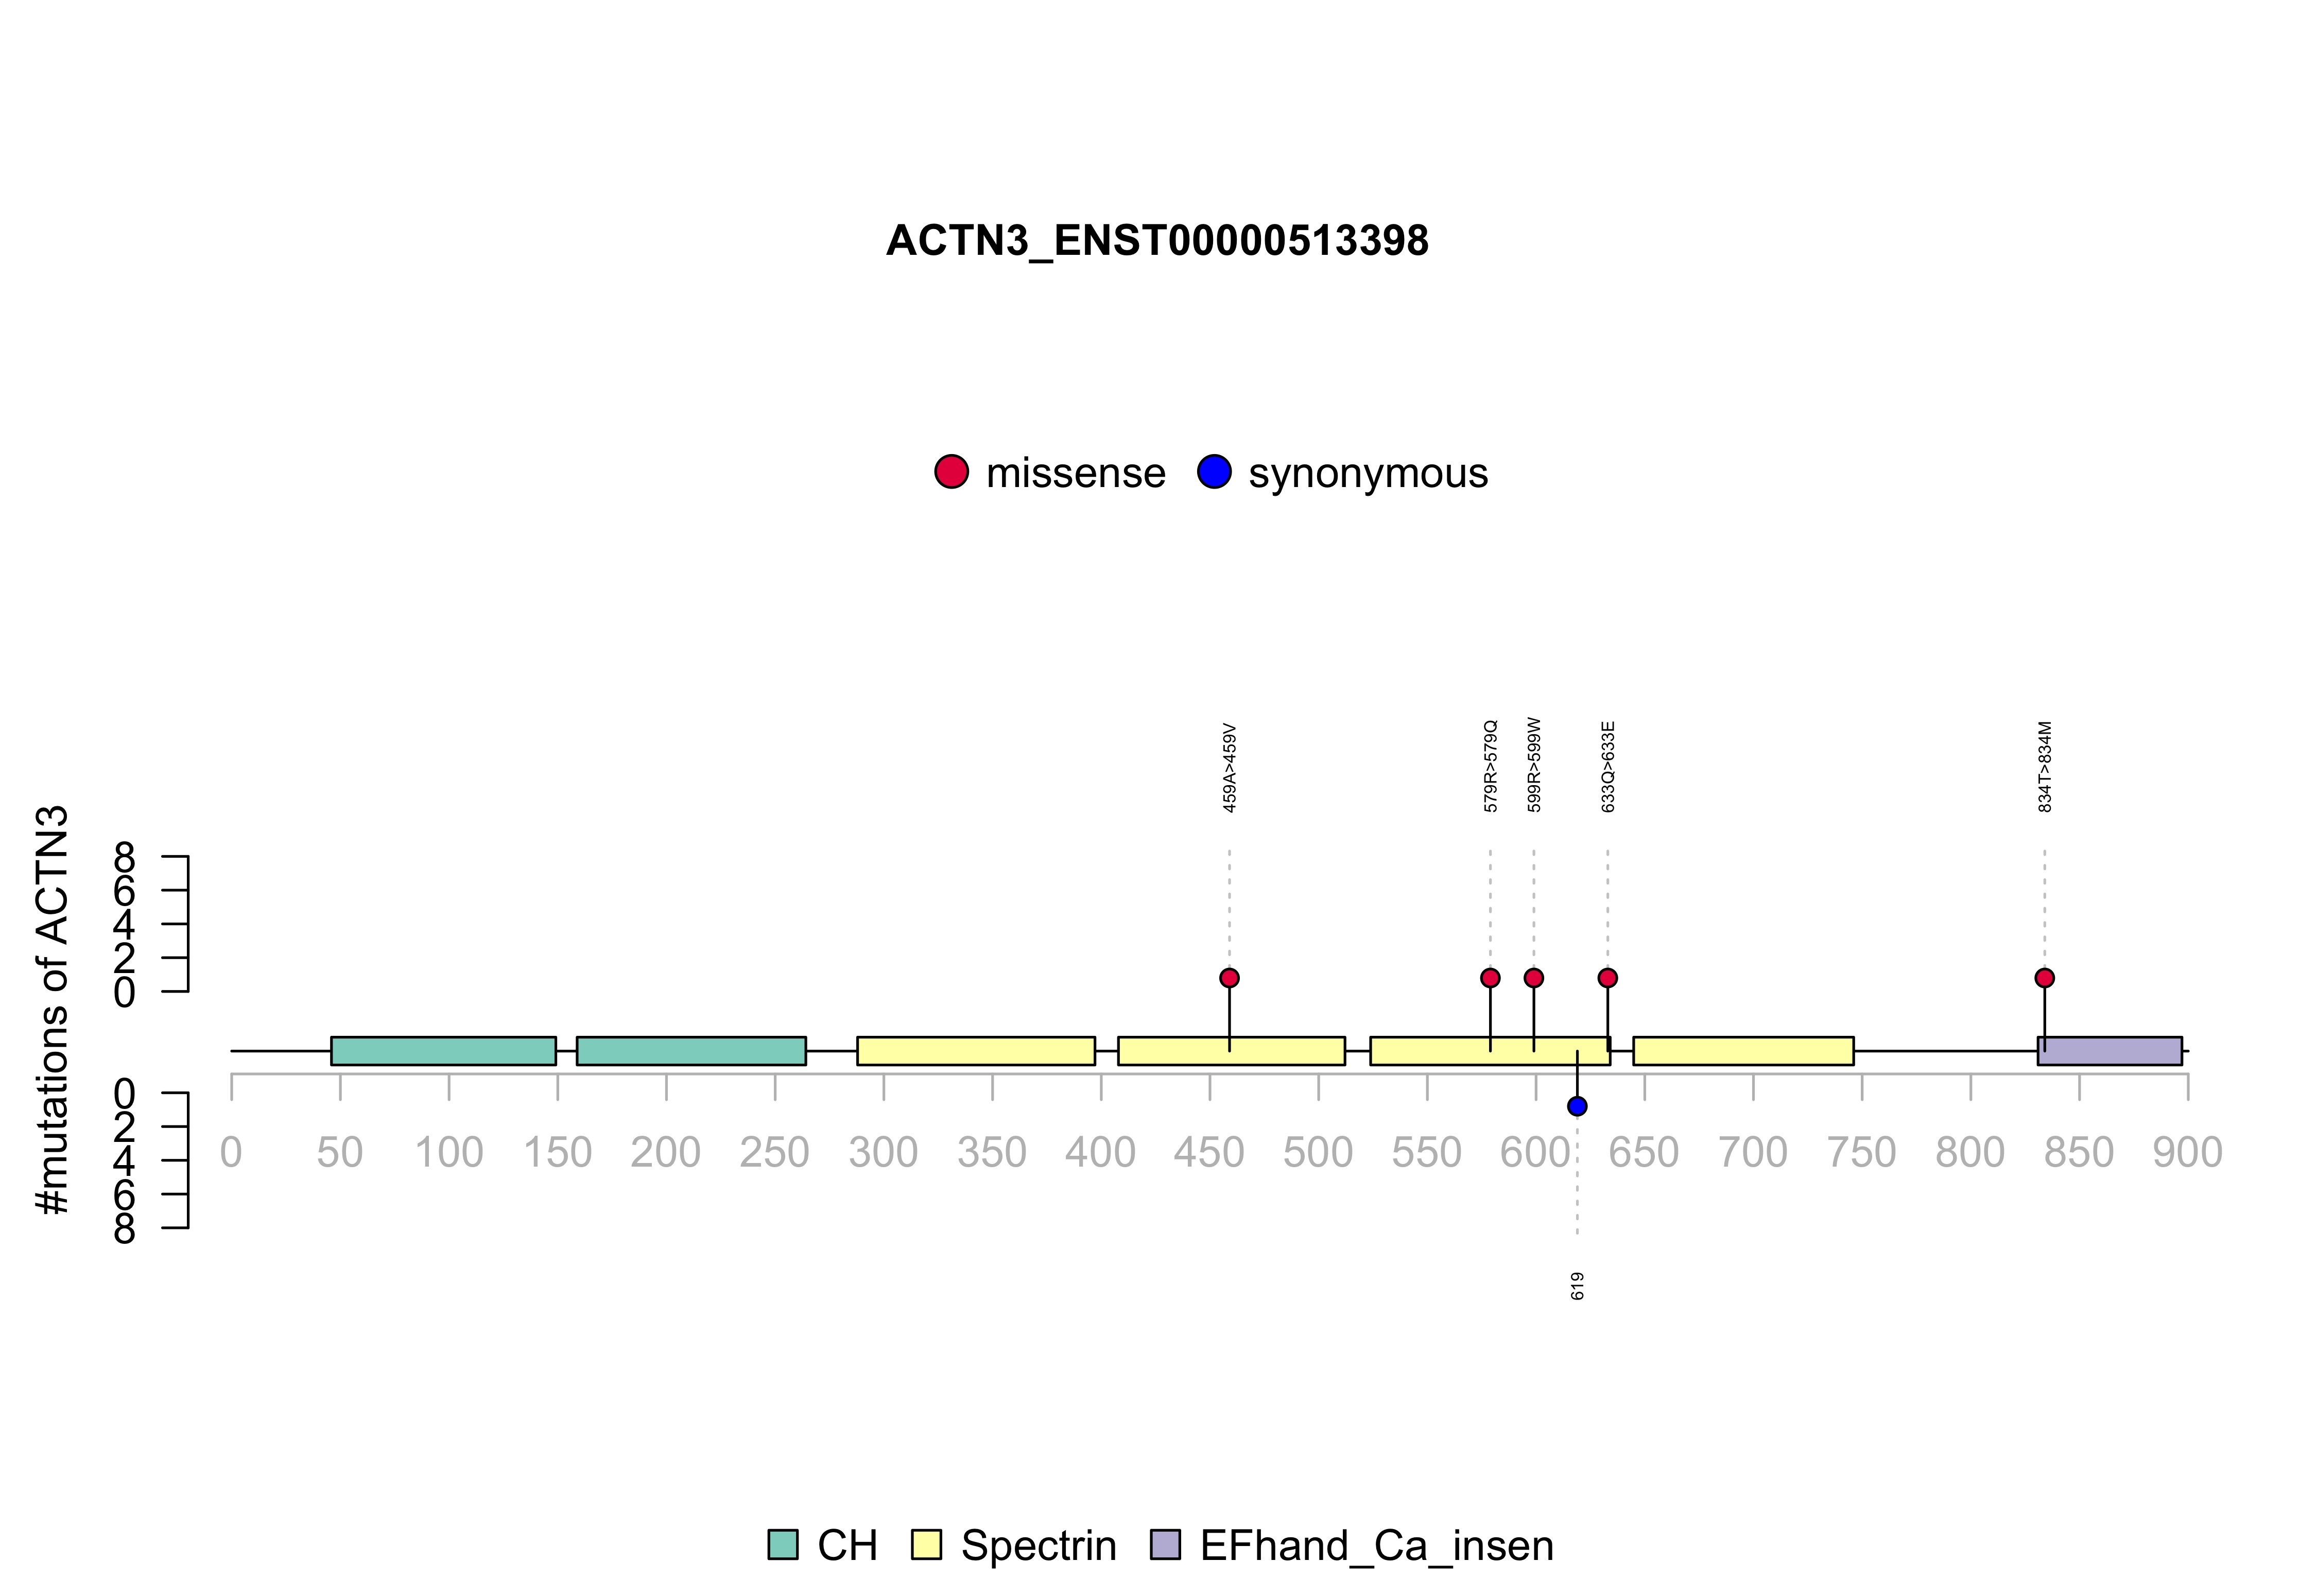 ACTN3_ENST00000513398
missense synonymous
459A>459V 579R>579Q 599R>599W 633Q>633E 834T>834M
#mutations of ACTN3
8
6
4
2
0
0
2
4
6
8
0 50 100 150 200 250 300 350 400 450 500 550 600 650 700 750 800 850 900
619
CH Spectrin EFhand_Ca_insen